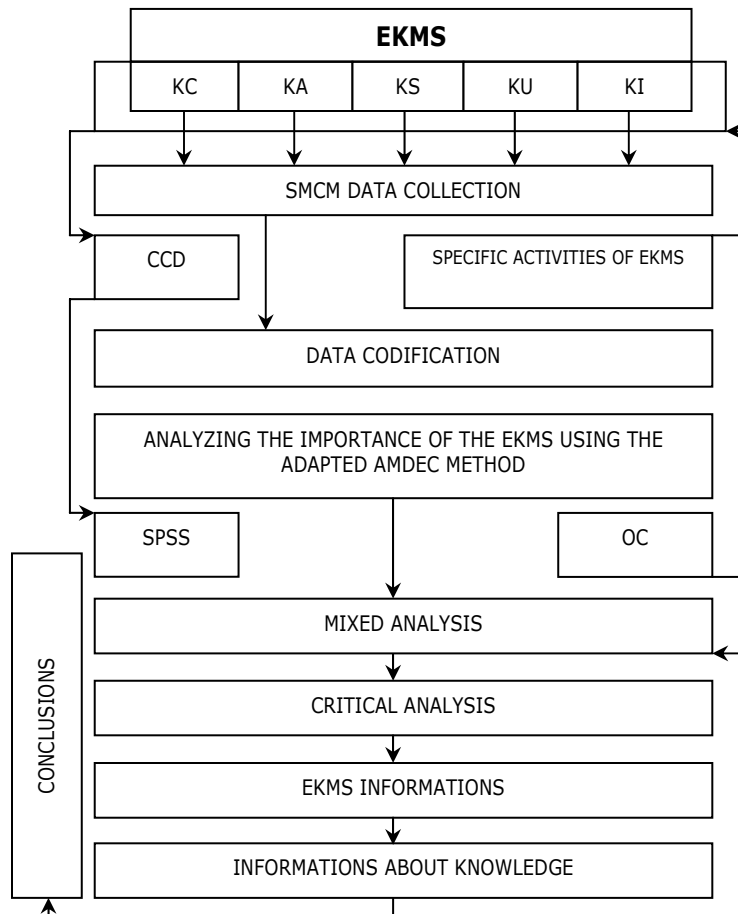 EKMS
KC
KA
KS
KU
KI
SMCM DATA COLLECTION
CCD
SPECIFIC ACTIVITIES OF EKMS
DATA CODIFICATION
ANALYZING THE IMPORTANCE OF THE EKMS USING THE
ADAPTED AMDEC METHOD
SPSS
OC
MIXED ANALYSIS
CRITICAL ANALYSIS
EKMS INFORMATIONS
INFORMATIONS ABOUT KNOWLEDGE
CONCLUSIONS